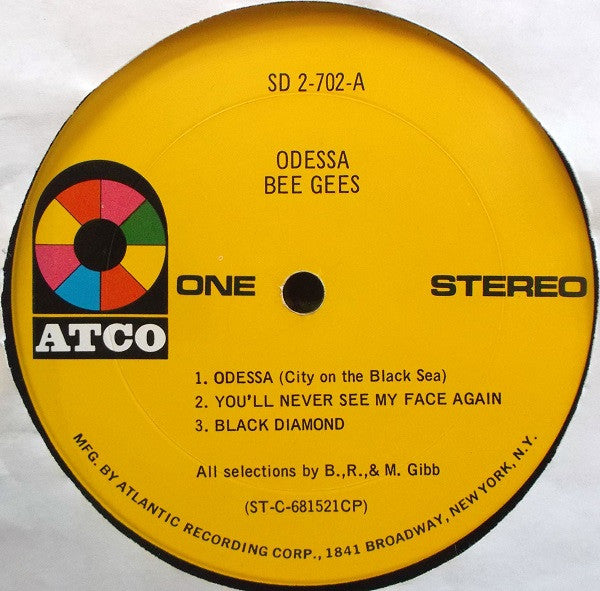 SD 2-702-A
ODESSA
BEE GEES
ATCO
ONE
STEREO
1. ODESSA (City on the Black Sea)
2. YOU'LL NEVER SEE MY FACE AGAIN
3. BLACK DIAMOND
All selections by B.,R.,& M. Gibb
(ST-C-681521CP)
MFG. BY ATLANTIC RECORDING CORP., 1841 BROADWAY, NEW YORK, N.Y.